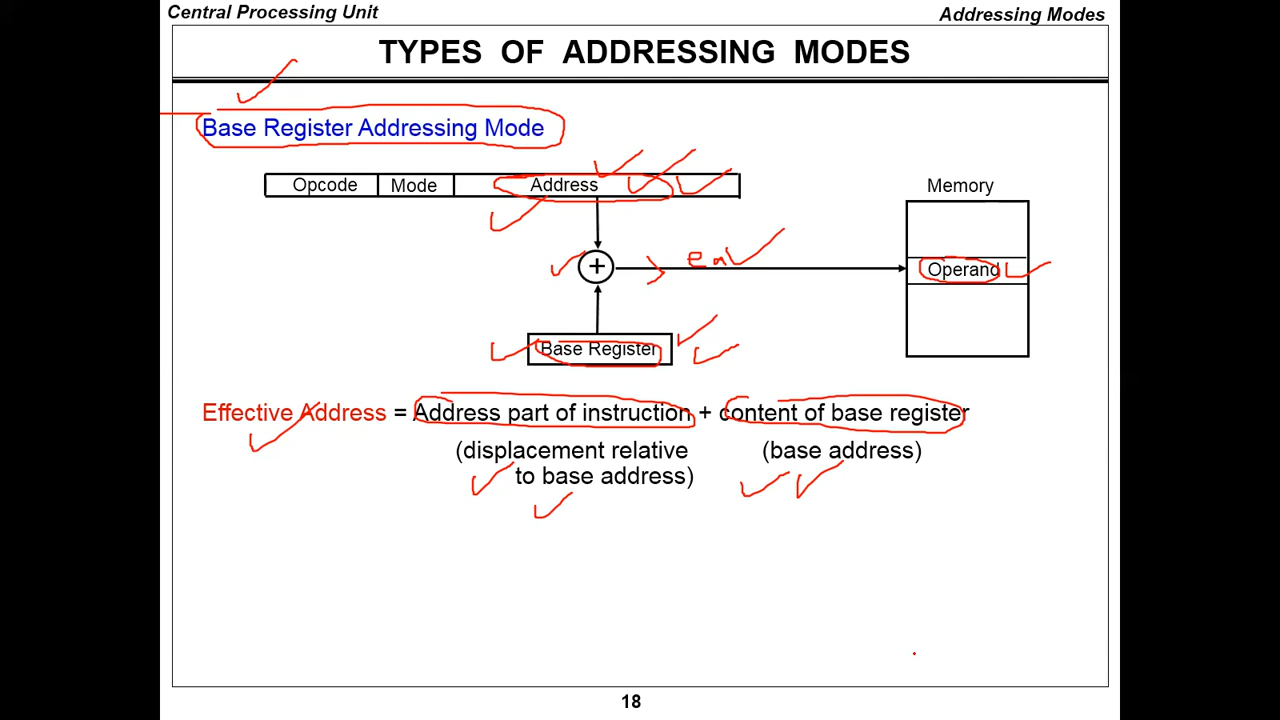 Central Processing Unit
Addressing Modes
TYPES OF ADDRESSING MODES
Base Register Addressing Mode
Opcode Mode Address
Memory
Operand
+
Base Register
Effective Address = Address part of instruction + content of base register
(displacement relative (base address)
to base address)
18